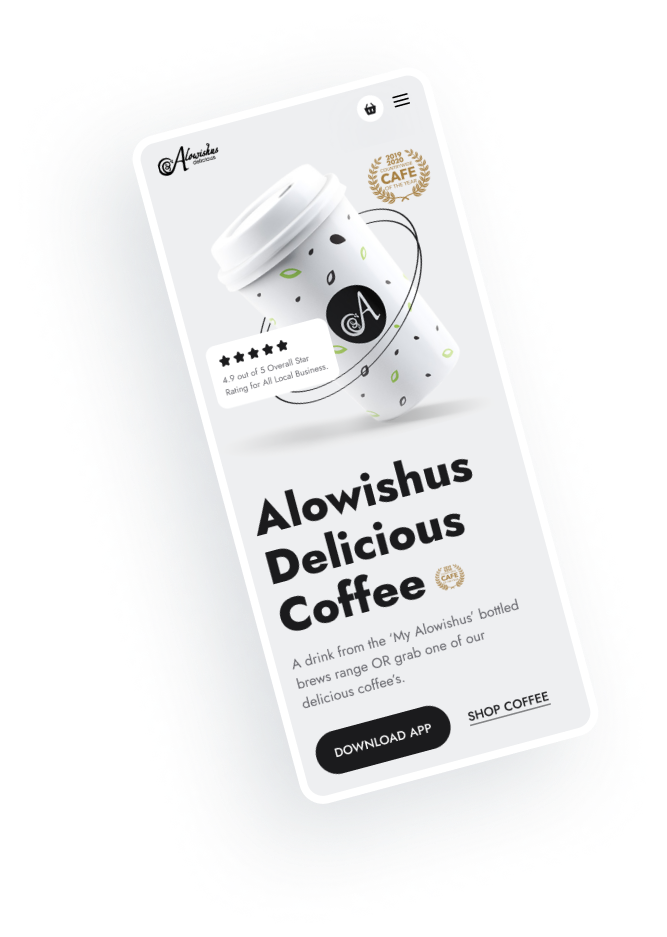 Alowishus
delicious
2019
2020
COUNTRYWIDE
CAFE
OF THE YEAR
A
4.9 out of 5 Overall Star
Rating for All Local Business.
Alowishus
Delicious
Coffee
CAFE
A drink from the 'My Alowishus' bottled
brews range OR grab one of our
delicious coffee's.
DOWNLOAD APP
SHOP COFFEE